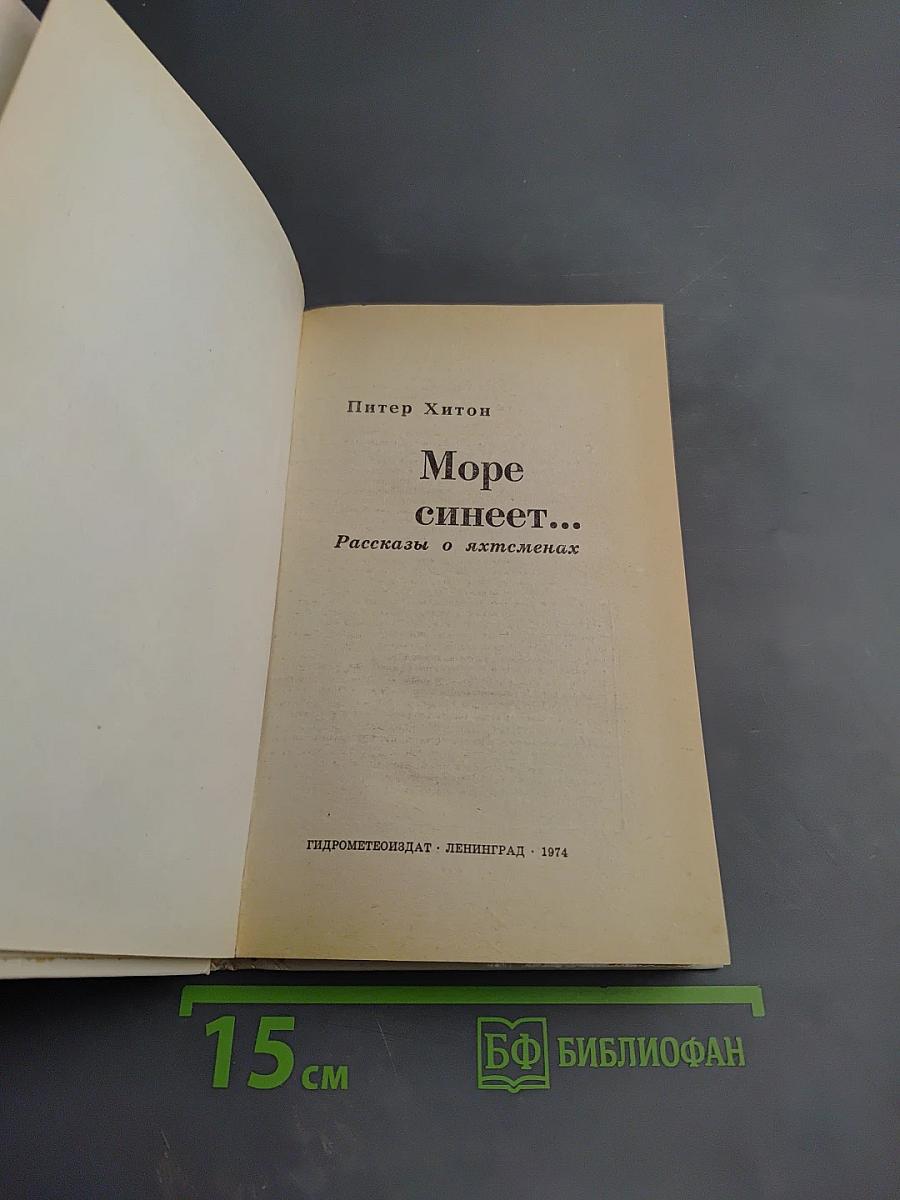 Питер Хитон
Море
синеет...
Рассказы о яхтсменах
ГИДРОМЕТЕОИЗДАТ · ЛЕНИНГРАД · 1974
15 см
БФ БИБЛИОФАН